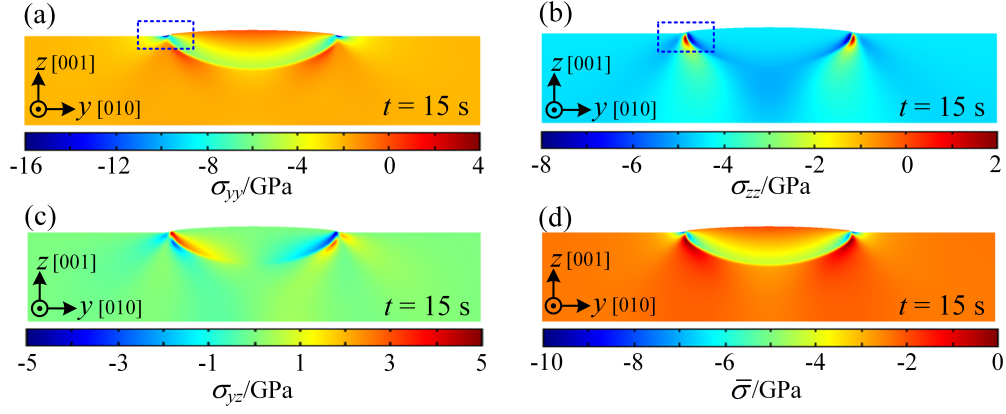 (a)
z [001]
y [010]
t = 15 s
-16 -12 -8 -4 0 4
σyy/GPa
(b)
z [001]
y [010]
t = 15 s
-8 -6 -4 -2 0 2
σzz/GPa
(c)
z [001]
y [010]
t = 15 s
-5 -3 -1 1 3 5
σyz/GPa
(d)
z [001]
y [010]
t = 15 s
-10 -8 -6 -4 -2 0
σ̄/GPa